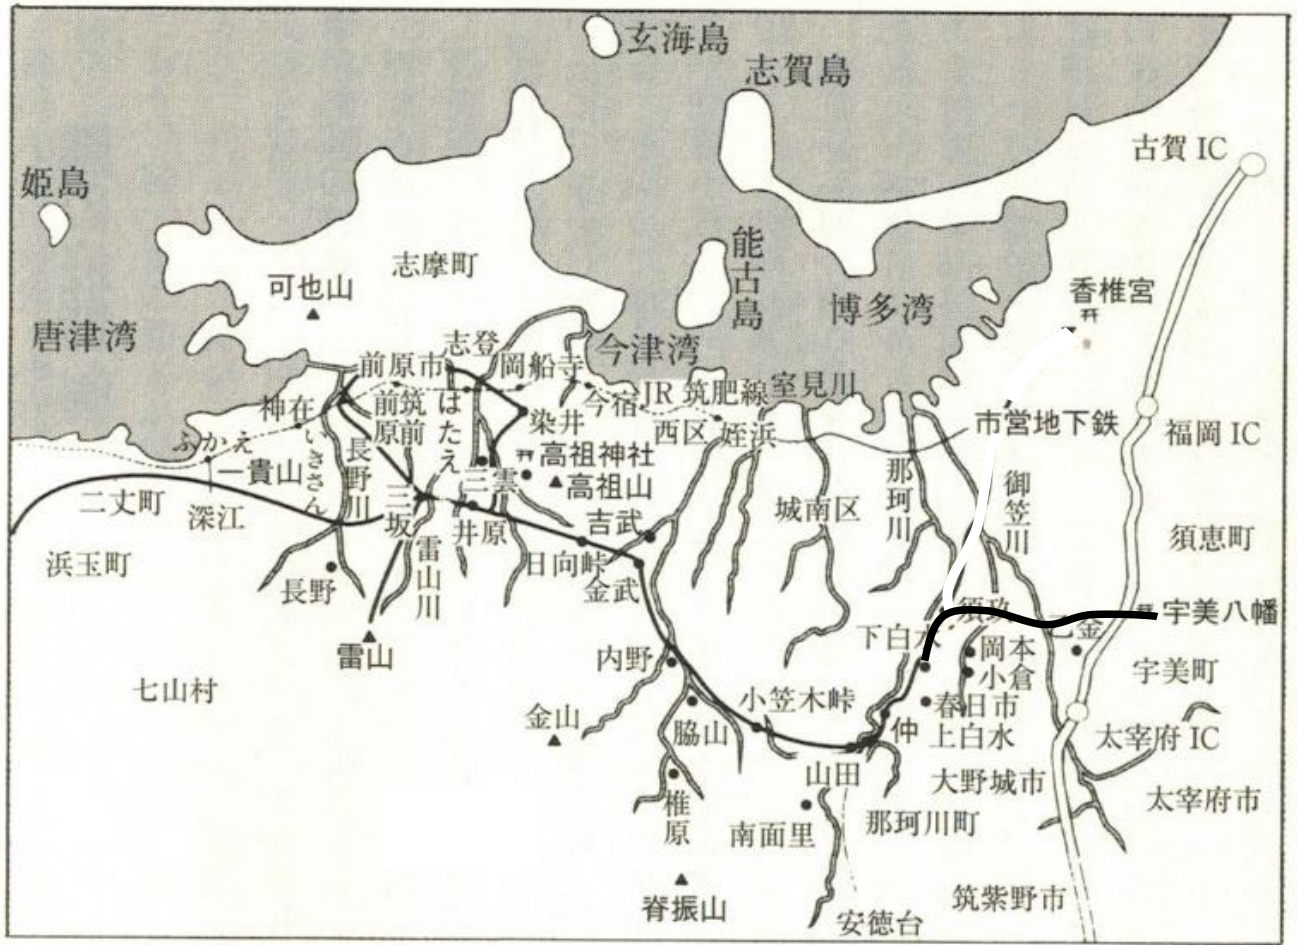 玄海島
志賀島
古賀IC
姫島
能古島
志摩町
可也山
香椎宮
博多湾
唐津湾
志登
今津湾
前原市
岡船寺
JR 筑肥線
室見川
今宿
神在
筑前
前原
はたえ
染井
西区
姪浜
市営地下鉄
福岡IC
ふかえ
いきさん
長野川
高祖神社
一貴山
三雲
高祖山
那珂川
御笠川
二丈町
深江
三坂
井原
吉武
城南区
須恵町
浜玉町
雷山川
日向峠
長野
金武
須玖
宇美八幡
下白水
乙金
雷山
内野
岡本
小倉
宇美町
七山村
小笠木峠
春日市
金山
脇山
仲
上白水
太宰府IC
山田
大野城市
椎原
太宰府市
南面里
那珂川町
脊振山
安徳台
筑紫野市